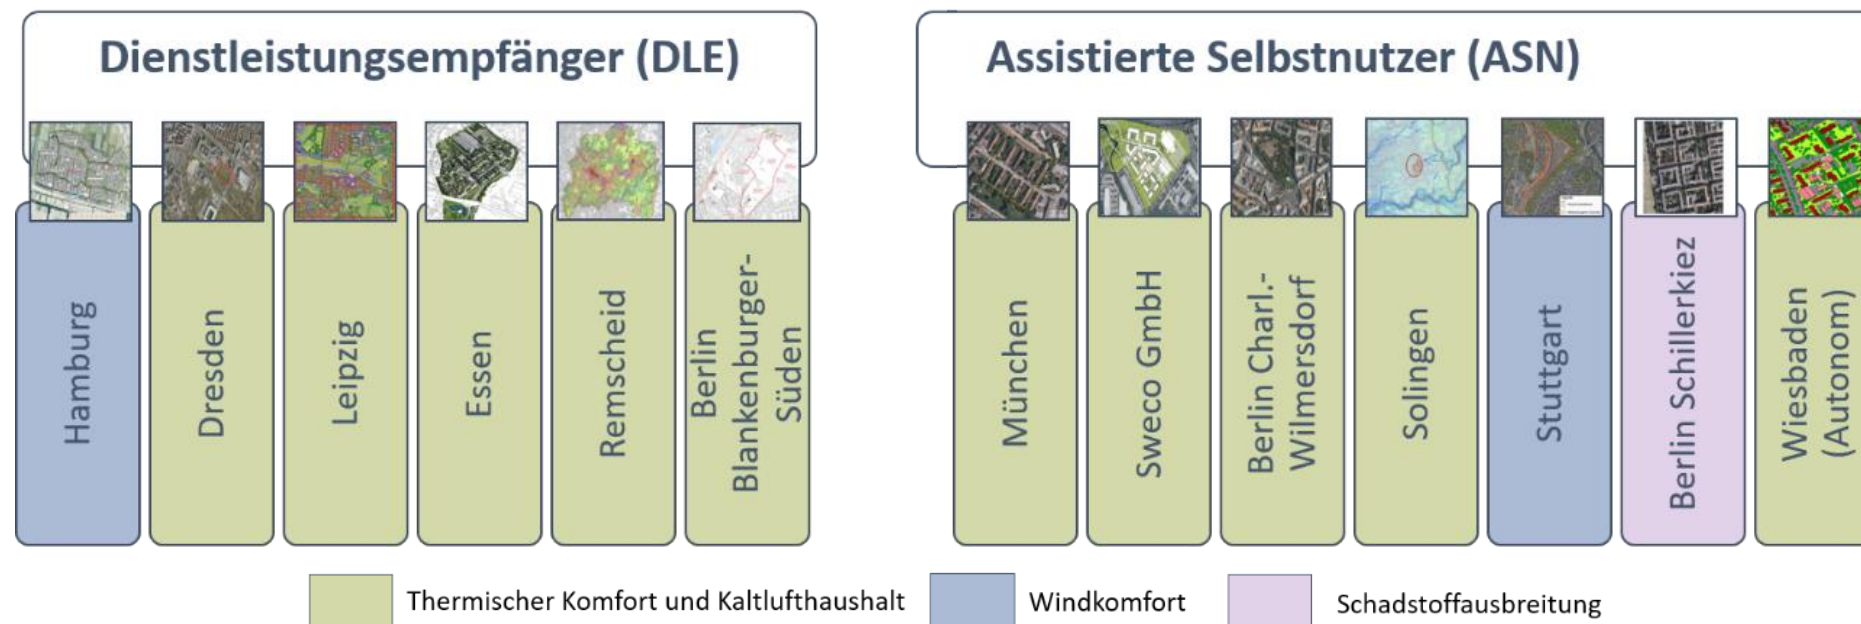 Dienstleistungsempfänger (DLE)
Assistierte Selbstnutzer (ASN)
Hamburg
Dresden
Leipzig
Essen
Remscheid
Berlin
Blankenburger-
Süden
München
Sweco GmbH
Berlin Charl.-
Wilmersdorf
Solingen
Stuttgart
Berlin Schillerkiez
Wiesbaden
(Autonom)
Thermischer Komfort und Kaltlufthaushalt
Windkomfort
Schadstoffausbreitung